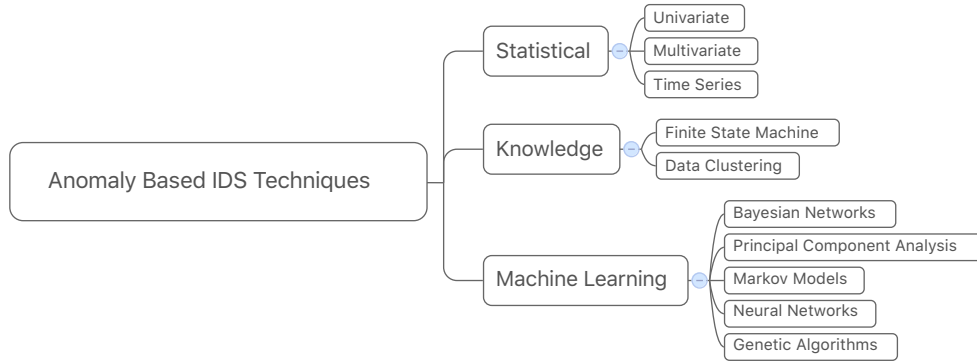 Anomaly Based IDS Techniques
Statistical
Univariate
Multivariate
Time Series
Knowledge
Finite State Machine
Data Clustering
Machine Learning
Bayesian Networks
Principal Component Analysis
Markov Models
Neural Networks
Genetic Algorithms